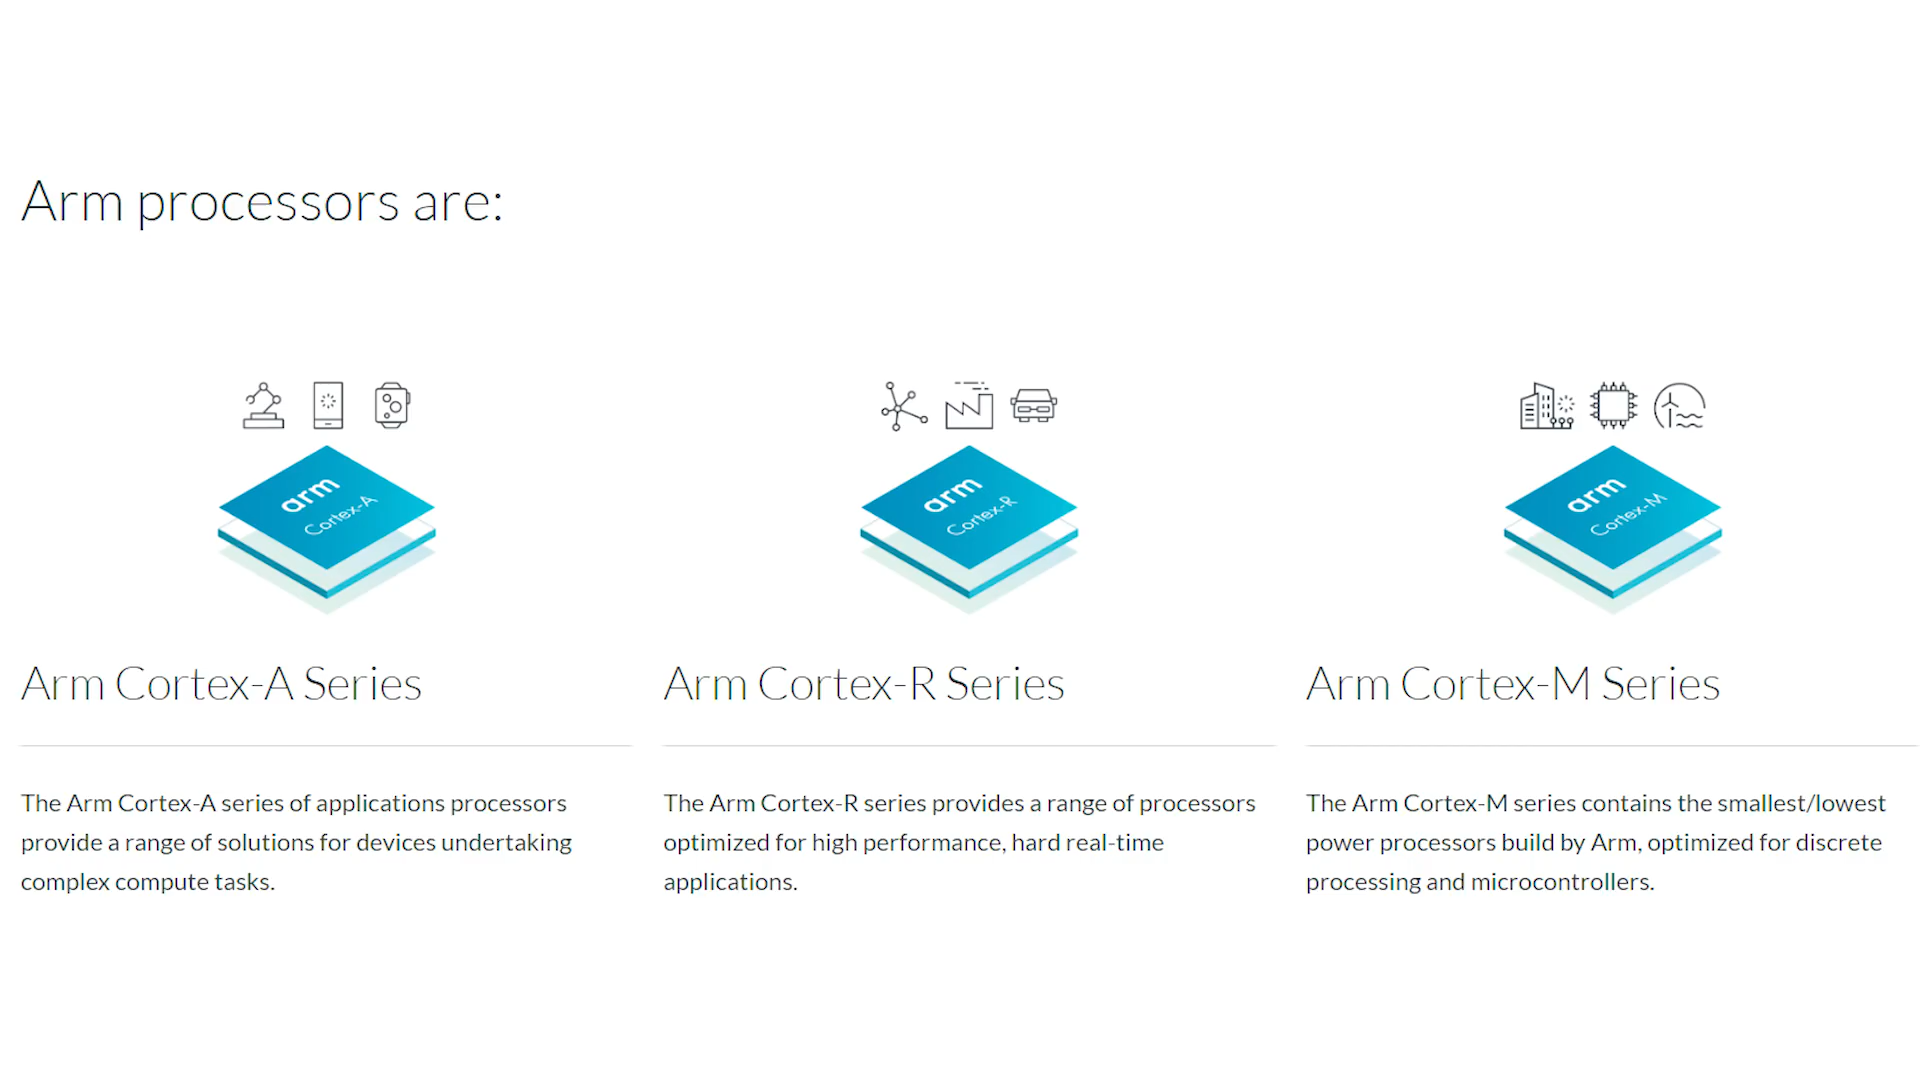 Arm processors are:
arm
Cortex-A
arm
Cortex-R
arm
Cortex-M
Arm Cortex-A Series
The Arm Cortex-A series of applications processors
provide a range of solutions for devices undertaking
complex compute tasks.
Arm Cortex-R Series
The Arm Cortex-R series provides a range of processors
optimized for high performance, hard real-time
applications.
Arm Cortex-M Series
The Arm Cortex-M series contains the smallest/lowest
power processors build by Arm, optimized for discrete
processing and microcontrollers.